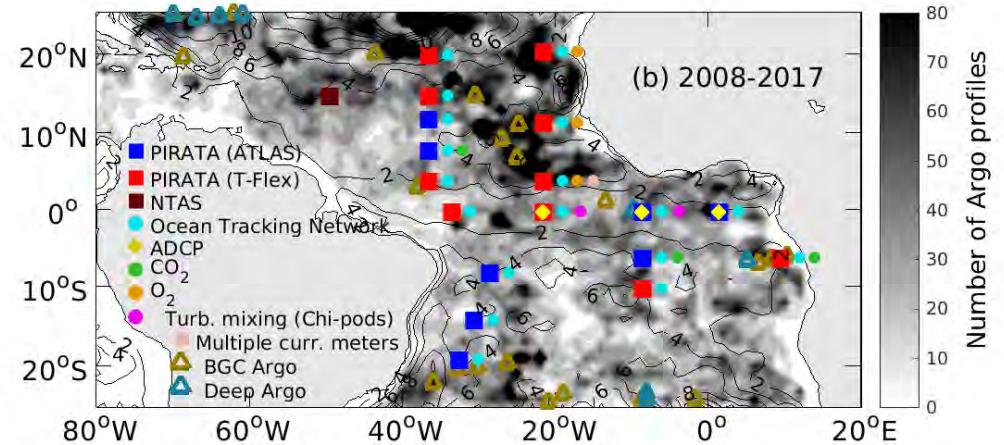 (b) 2008-2017
PIRATA (ATLAS)
PIRATA (T-Flex)
NTAS
Ocean Tracking Network
ADCP
CO2
O2
Turb. mixing (Chi-pods)
Multiple curr. meters
BGC Argo
Deep Argo
20°N
10°N
0°
10°S
20°S
80°W
60°W
40°W
20°W
0°
20°E
80
70
60
50
40
30
20
10
0
Number of Argo profiles